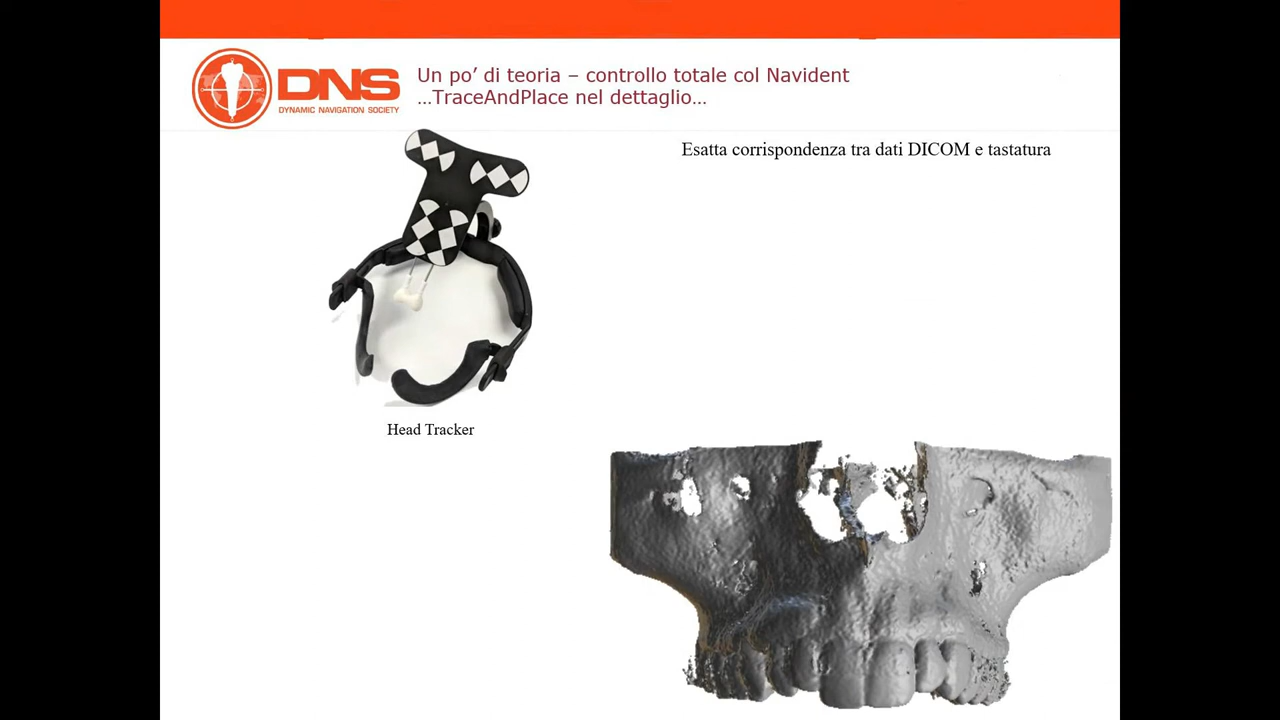 DNS
DYNAMIC NAVIGATION SOCIETY
Un po’ di teoria – controllo totale col Navident
…TraceAndPlace nel dettaglio…
Esatta corrispondenza tra dati DICOM e tastatura
Head Tracker